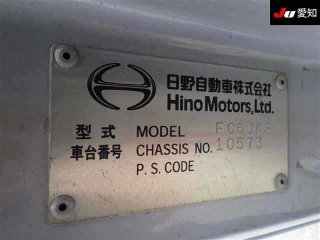 JU 愛知
日野自動車株式会社
Hino Motors, Ltd.
型式 MODEL FC6JKF
車台番号 CHASSIS NO. 10573
P. S. CODE